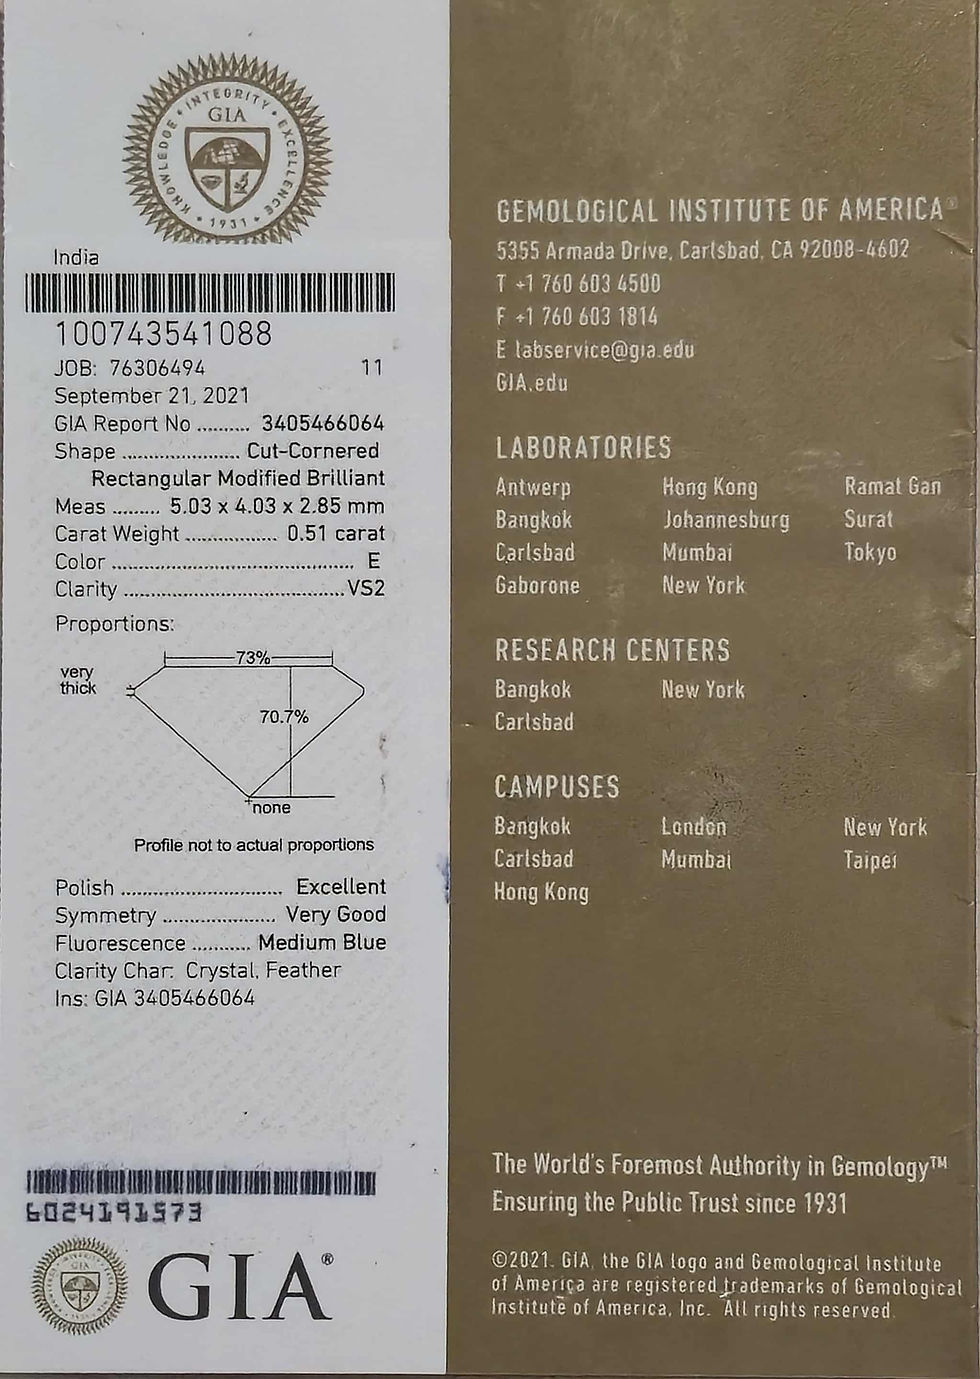 KNOWLEDGE • INTEGRITY • EXCELLENCE
GIA
• 1931 •
India
100743541088
JOB: 76306494 11
September 21, 2021
GIA Report No .......... 3405466064
Shape ...................... Cut-Cornered
Rectangular Modified Brilliant
Meas ......... 5.03 x 4.03 x 2.85 mm
Carat Weight ................. 0.51 carat
Color ............................................. E
Clarity .........................................VS2
Proportions:
73%
very
thick
70.7%
none
Profile not to actual proportions
Polish .............................. Excellent
Symmetry ..................... Very Good
Fluorescence ........... Medium Blue
Clarity Char: Crystal, Feather
Ins: GIA 3405466064
6024191573
GIA®
GEMOLOGICAL INSTITUTE OF AMERICA®
5355 Armada Drive, Carlsbad, CA 92008-4602
T +1 760 603 4500
F +1 760 603 1814
E labservice@gia.edu
GIA.edu
LABORATORIES
Antwerp Hong Kong Ramat Gan
Bangkok Johannesburg Surat
Carlsbad Mumbai Tokyo
Gaborone New York
RESEARCH CENTERS
Bangkok New York
Carlsbad
CAMPUSES
Bangkok London New York
Carlsbad Mumbai Taipei
Hong Kong
The World's Foremost Authority in Gemology™
Ensuring the Public Trust since 1931
©2021. GIA, the GIA logo and Gemological Institute
of America are registered trademarks of Gemological
Institute of America, Inc. All rights reserved.